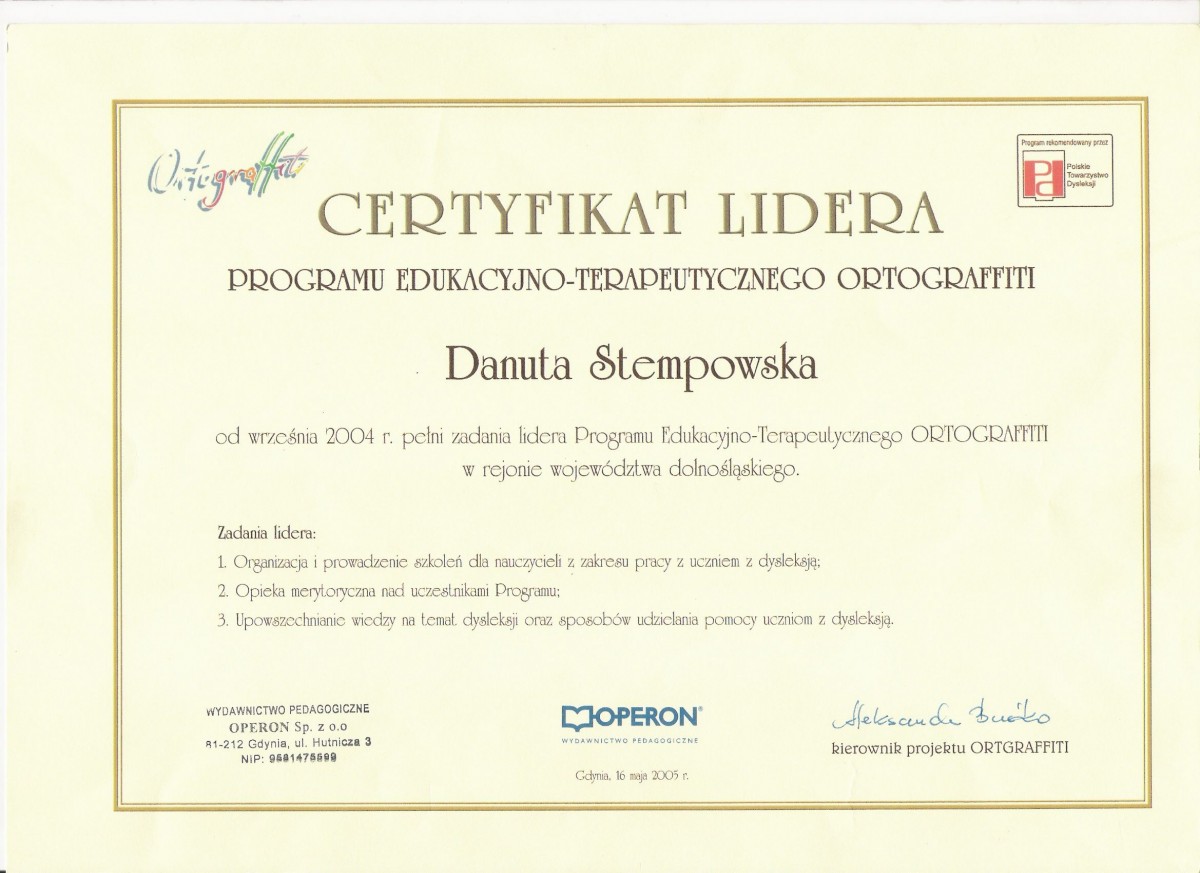 Ortograffiti
Program rekomendowany przez
Polskie
Towarzystwo
Dysleksji
CERTYFIKAT LIDERA
PROGRAMU EDUKACYJNO-TERAPEUTYCZNEGO ORTOGRAFFITI
Danuta Stempowska
od września 2004 r. pełni zadania lidera Programu Edukacyjno-Terapeutycznego ORTOGRAFFITI
w rejonie województwa dolnośląskiego.
Zadania lidera:
1. Organizacja i prowadzenie szkoleń dla nauczycieli z zakresu pracy z uczniem z dysleksją;
2. Opieka merytoryczna nad uczestnikami Programu;
3. Upowszechnianie wiedzy na temat dysleksji oraz sposobów udzielania pomocy uczniom z dysleksją.
WYDAWNICTWO PEDAGOGICZNE
OPERON Sp. z o.o
81-212 Gdynia, ul. Hutnicza 3
NIP:
OPERON®
WYDAWNICTWO PEDAGOGICZNE
Gdynia, 16 maja 2005 r.
Aleksandra
kierownik projektu ORTGRAFFITI